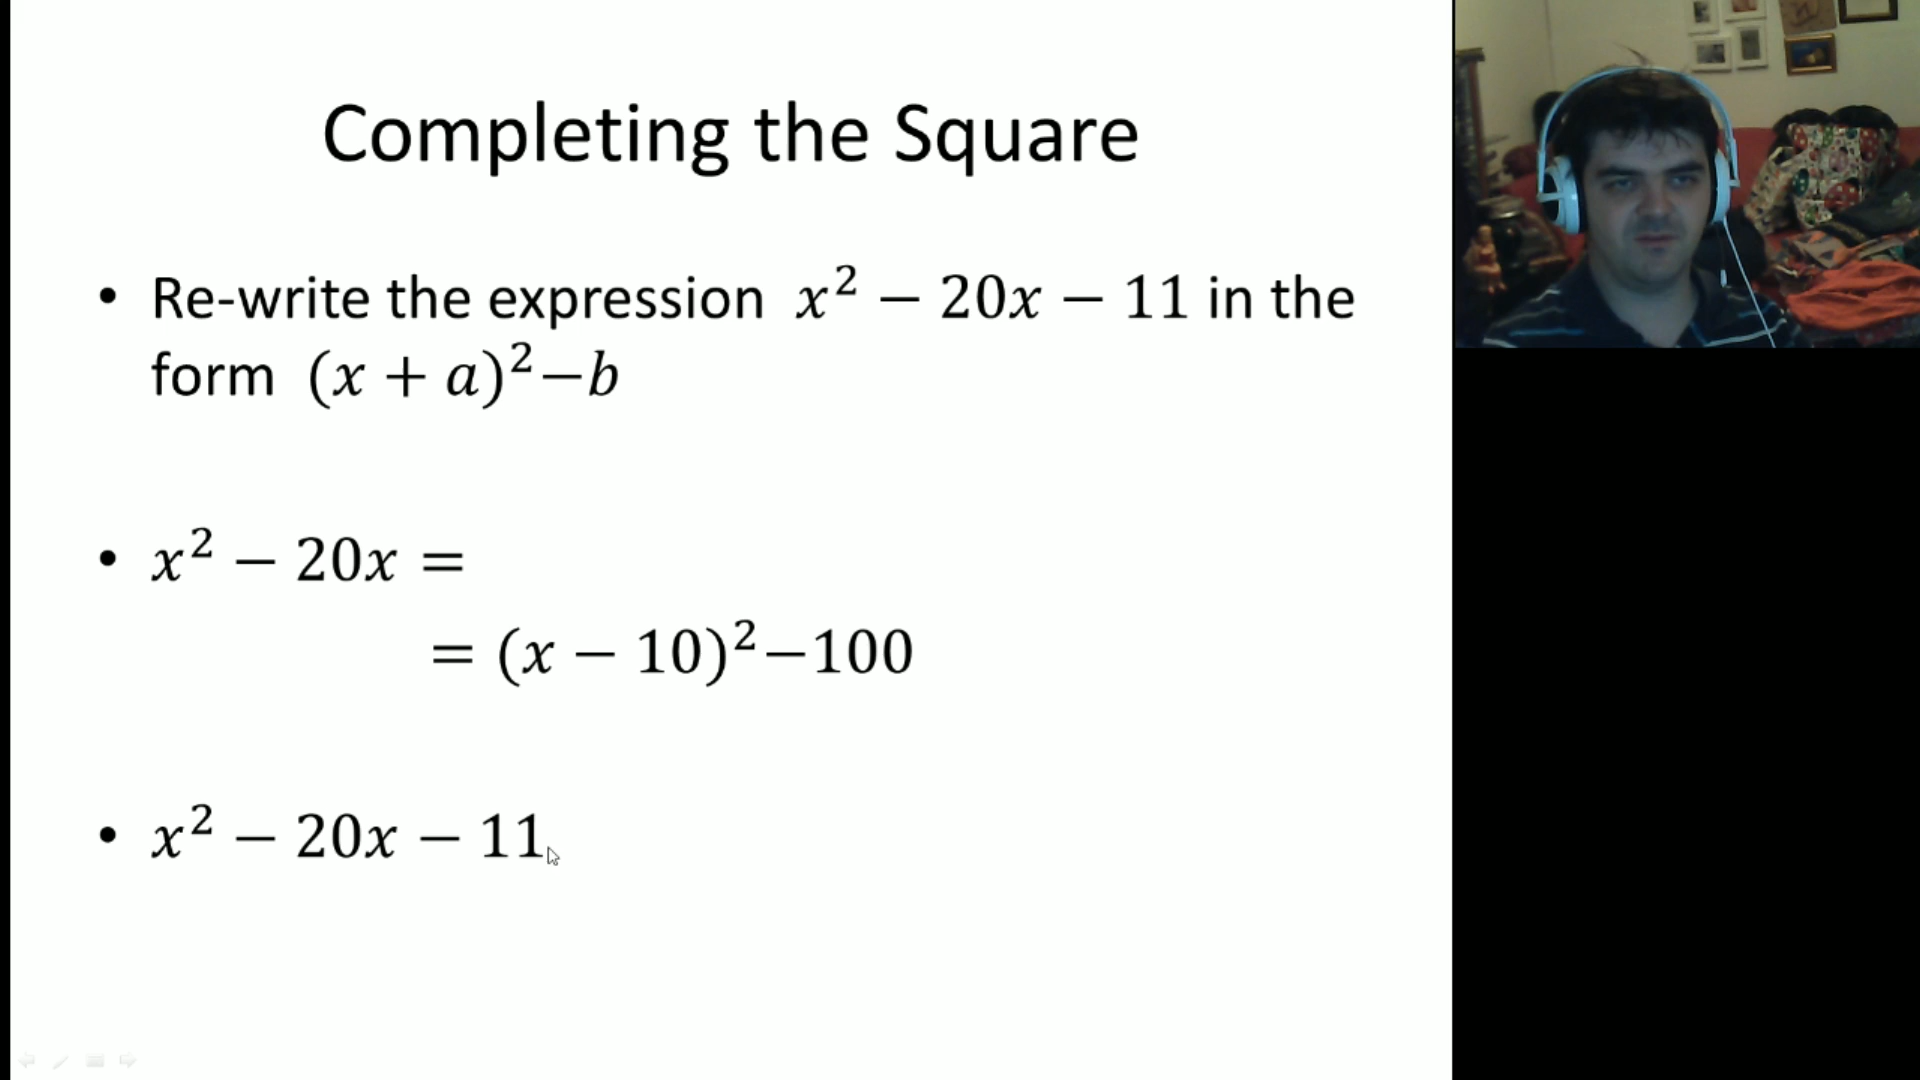 Completing the Square
• Re-write the expression x² − 20x − 11 in the
form (x + a)²−b
• x² − 20x =
= (x − 10)²−100
• x² − 20x − 11